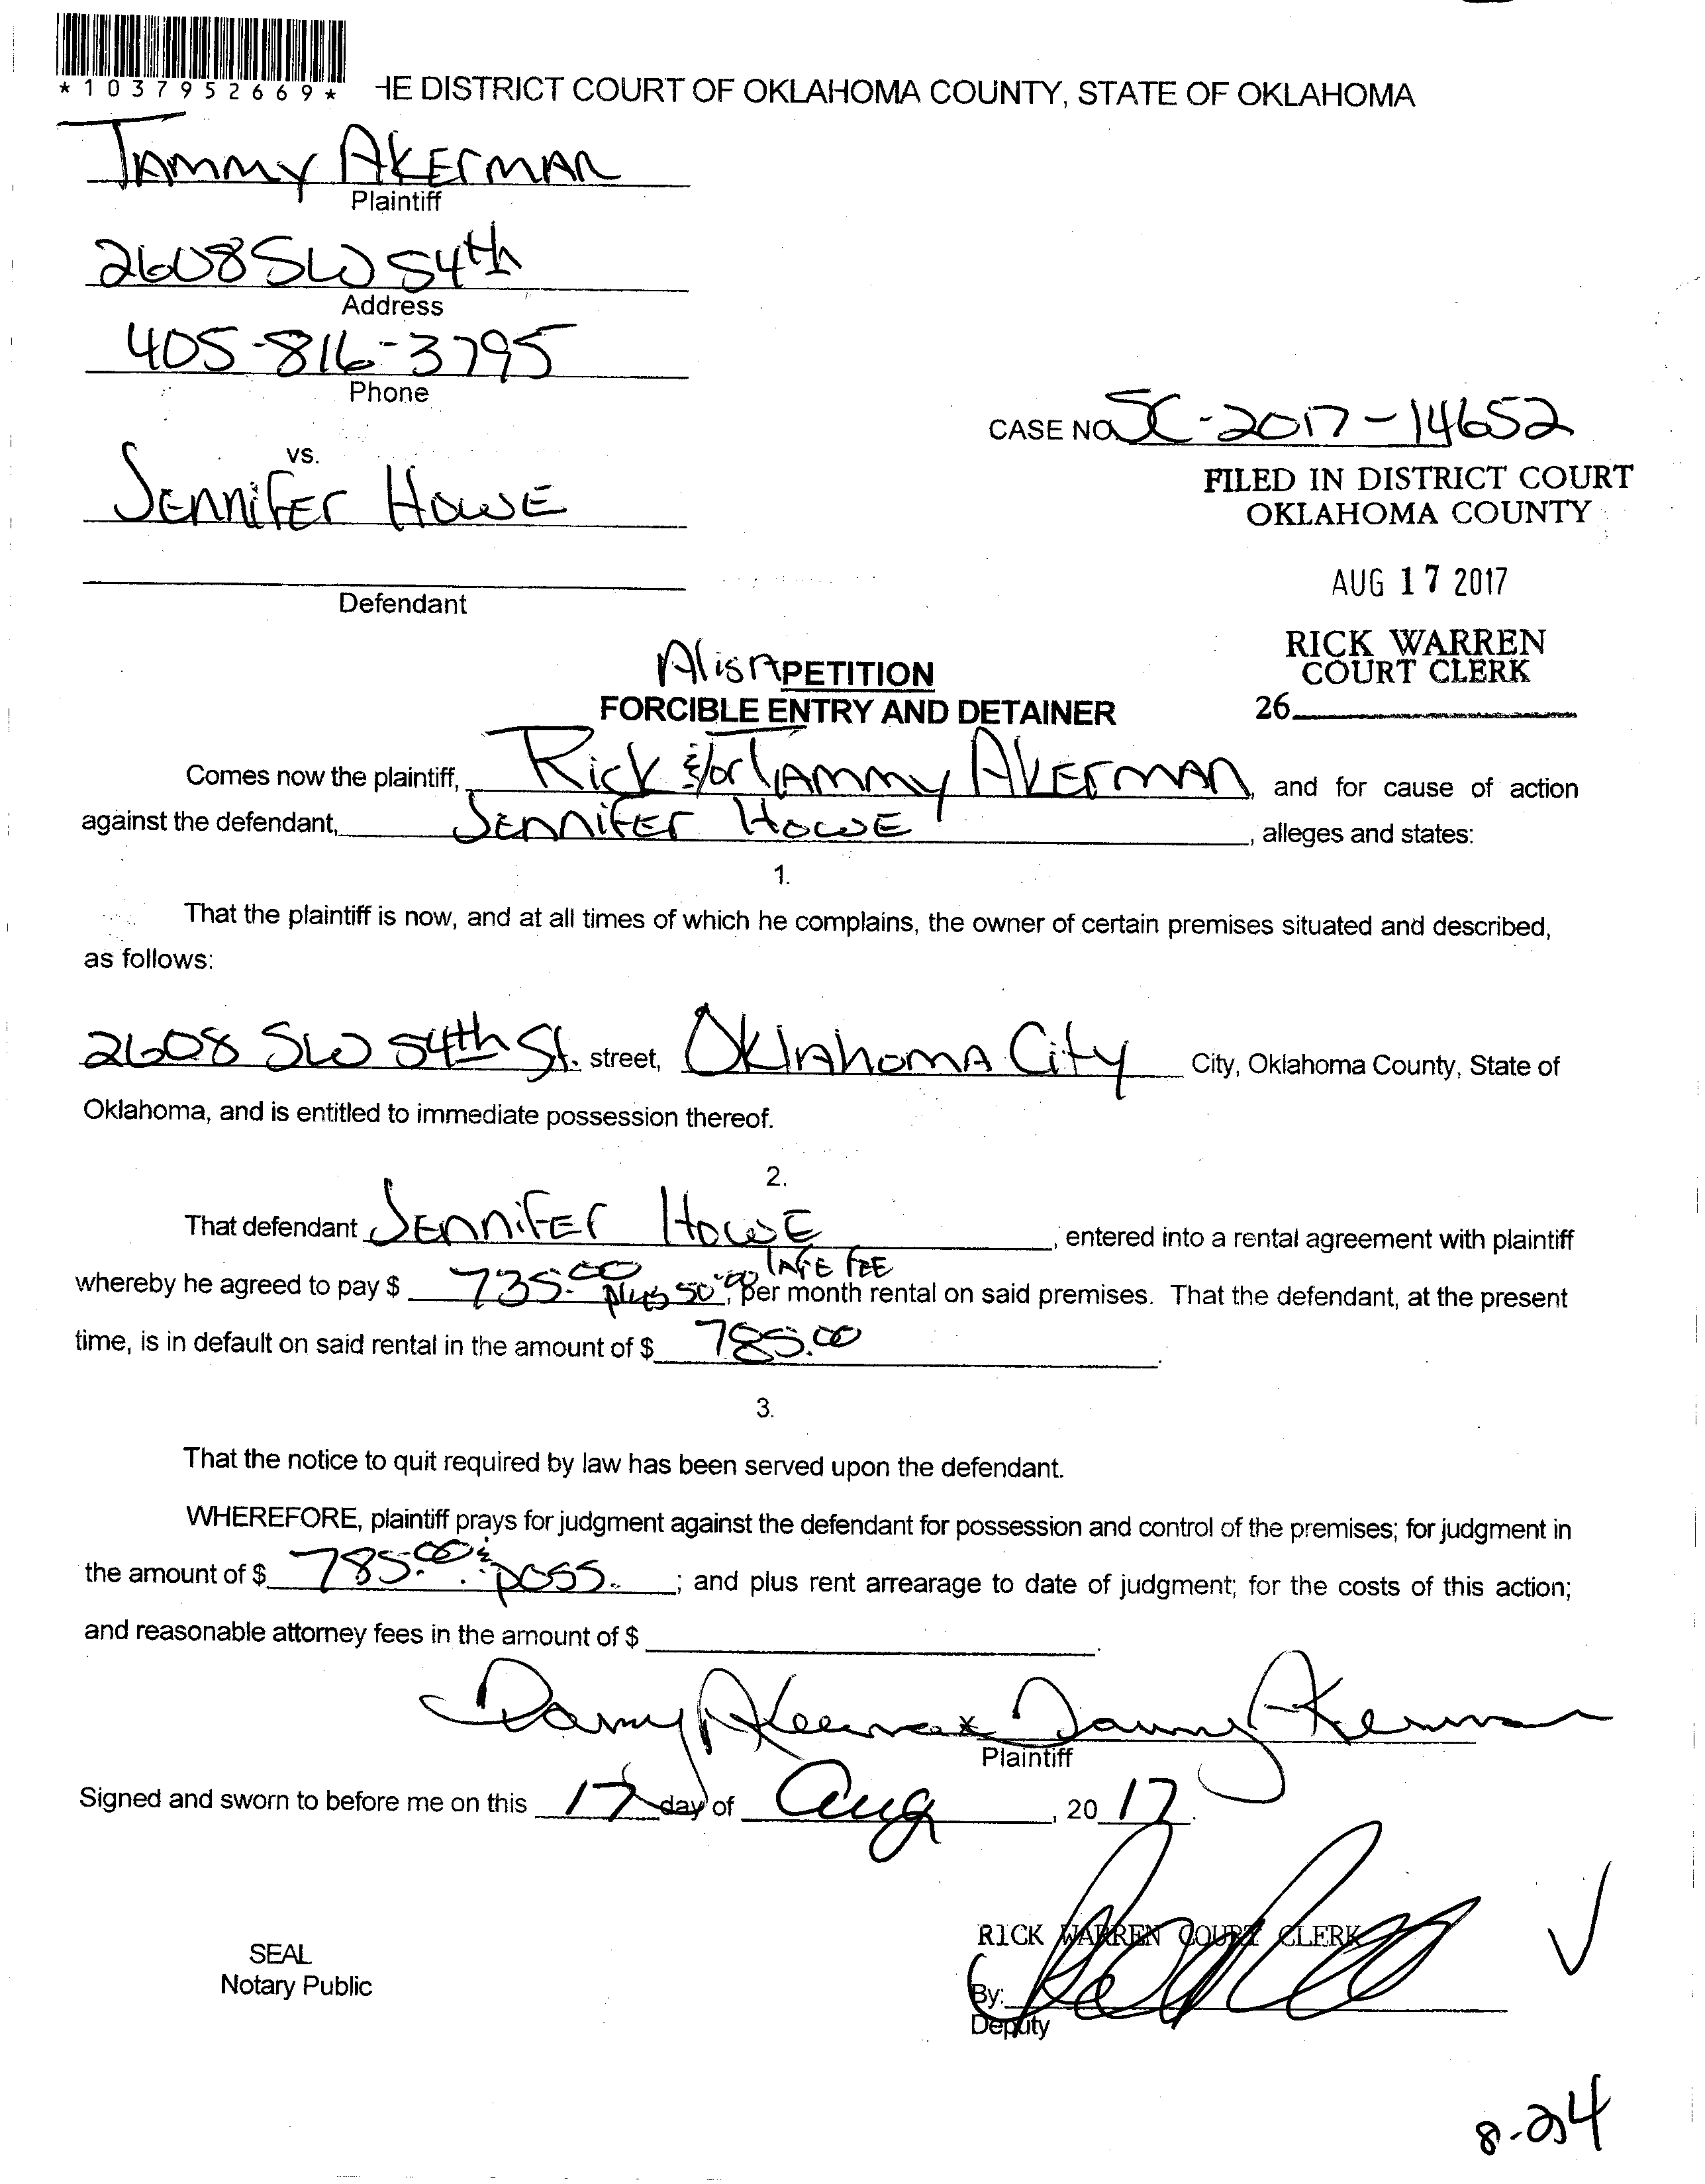 *1037952669*
HE DISTRICT COURT OF OKLAHOMA COUNTY, STATE OF OKLAHOMA
TAMMY AKERMAN
Plaintiff
2608 SW 54th
Address
405-816-3795
Phone
CASE NO. SC-2017-14652
vs.
FILED IN DISTRICT COURT
OKLAHOMA COUNTY
JENNIFER HOWE
AUG 17 2017
Defendant
RICK WARREN
COURT CLERK
26
Alisa PETITION
FORCIBLE ENTRY AND DETAINER
Comes now the plaintiff, Rick &/or TAMMY AKERMAN, and for cause of action
against the defendant, JENNIFER HOWE, alleges and states:
1.
That the plaintiff is now, and at all times of which he complains, the owner of certain premises situated and described,
as follows:
2608 SW 54th St. street, OKLAHOMA City City, Oklahoma County, State of
Oklahoma, and is entitled to immediate possession thereof.
2.
That defendant JENNIFER HOWE, entered into a rental agreement with plaintiff
LATE FEE
whereby he agreed to pay $ 735.00 plus 50.00, per month rental on said premises. That the defendant, at the present
time, is in default on said rental in the amount of $ 785.00.
3.
That the notice to quit required by law has been served upon the defendant.
WHEREFORE, plaintiff prays for judgment against the defendant for possession and control of the premises; for judgment in
the amount of $ 785.00 & poss.; and plus rent arrearage to date of judgment; for the costs of this action;
and reasonable attorney fees in the amount of $
Tammy Akerman x Tammy Akerman
Plaintiff
Signed and sworn to before me on this 17 day of Aug, 2017.
RICK WARREN COURT CLERK
SEAL
Notary Public
By:
Deputy
8-24